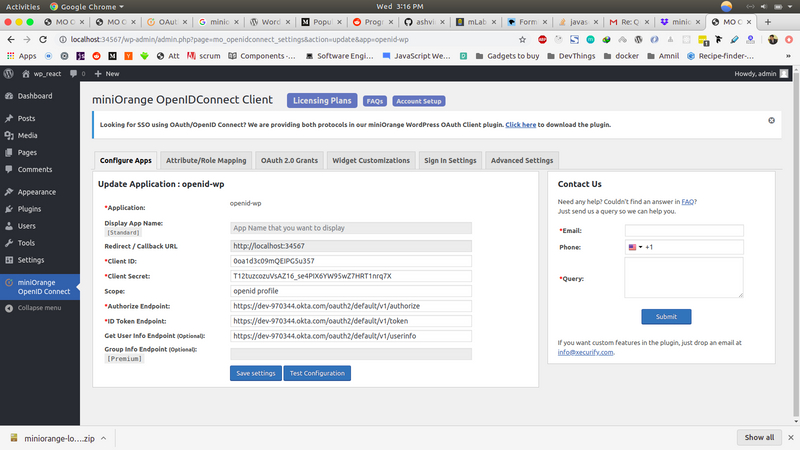 Activities Google Chrome Wed 3:16 PM
MO C MO C OAut G minic Word Popul Progr ashvi mLab Form javas Re: Q minio MO C
localhost:34567/wp-admin/admin.php?page=mo_openidconnect_settings&action=update&app=openid-wp
Apps Att scrum Components - Software Engi... JavaScript We... Gadgets to buy DevThings docker Amnil Recipe-finder-...
wp_react 0 New Howdy, admin
Dashboard
Posts
Media
Pages
Comments
Appearance
Plugins
Users
Tools
Settings
miniOrange
OpenID Connect
Collapse menu
miniOrange OpenIDConnect Client Licensing Plans FAQs Account Setup
Looking for SSO using OAuth/OpenID Connect? We are providing both protocols in our miniOrange WordPress OAuth Client plugin. Click here to download the plugin.
Configure Apps Attribute/Role Mapping OAuth 2.0 Grants Widget Customizations Sign In Settings Advanced Settings
Update Application : openid-wp
*Application: openid-wp
Display App Name: App Name that you want to display
[Standard]
Redirect / Callback URL http://localhost:34567
*Client ID: 0oa1d3c09mQEIPG5u357
*Client Secret: T12tuzcozuVsAZ16_se4PIX6YW95wZ7HRT1nrq7X
Scope: openid profile
*Authorize Endpoint: https://dev-970344.okta.com/oauth2/default/v1/authorize
*ID Token Endpoint: https://dev-970344.okta.com/oauth2/default/v1/token
Get User Info Endpoint (Optional): https://dev-970344.okta.com/oauth2/default/v1/userinfo
Group Info Endpoint (Optional):
[Premium]
Save settings Test Configuration
Contact Us
Need any help? Couldn't find an answer in FAQ?
Just send us a query so we can help you.
*Email:
Phone: +1
*Query:
Submit
If you want custom features in the plugin, just drop an email at
info@xecurify.com.
miniorange-lo....zip Show all